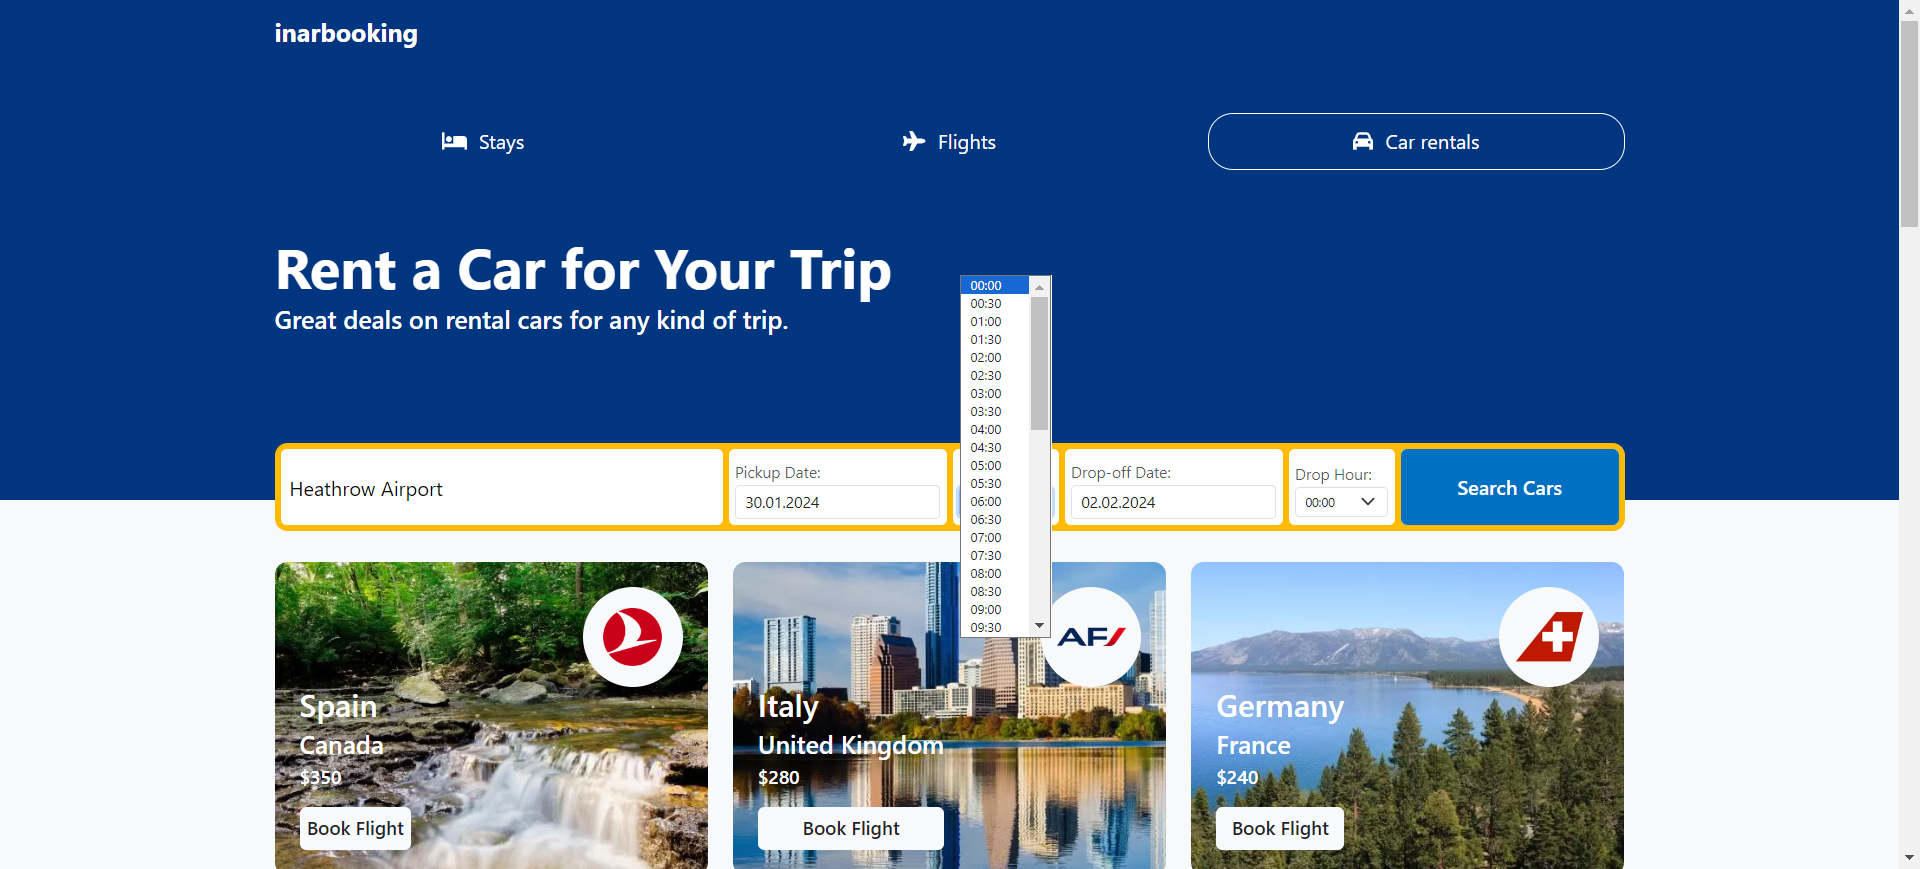 inarbooking
Stays
Flights
Car rentals
Rent a Car for Your Trip
Great deals on rental cars for any kind of trip.
00:00
00:30
01:00
01:30
02:00
02:30
03:00
03:30
04:00
04:30
05:00
05:30
06:00
06:30
07:00
07:30
08:00
08:30
09:00
09:30
Heathrow Airport
Pickup Date:
30.01.2024
Drop-off Date:
02.02.2024
Drop Hour:
00:00
Search Cars
Spain
Canada
$350
Book Flight
AF
Italy
United Kingdom
$280
Book Flight
Germany
France
$240
Book Flight